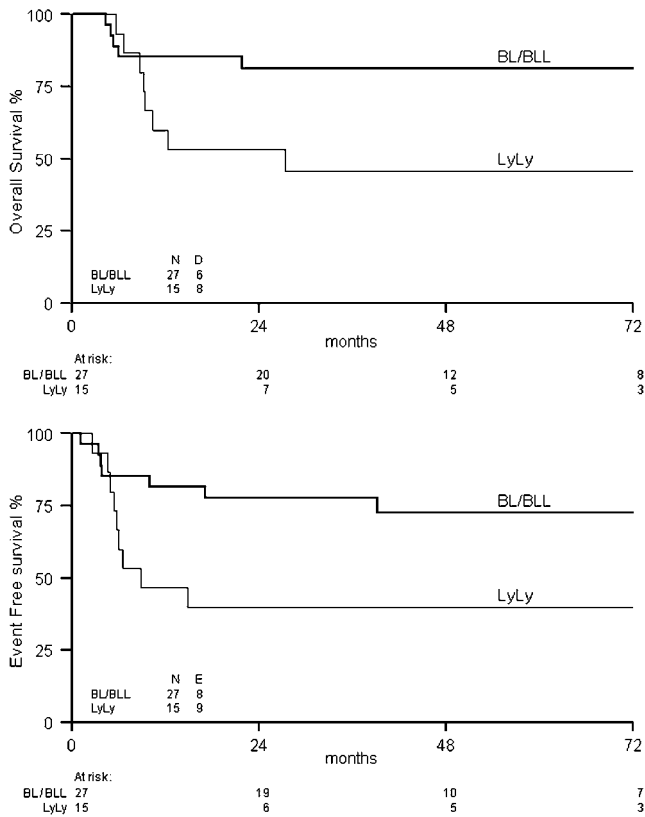 100
75
50
25
0
Overall Survival %
BL/BLL
LyLy
N D
BL/BLL 27 6
LyLy 15 8
0 24 48 72
months
At risk:
BL/BLL 27 20 12 8
LyLy 15 7 5 3
100
75
50
25
0
Event Free survival %
BL/BLL
LyLy
N E
BL/BLL 27 8
LyLy 15 9
0 24 48 72
months
At risk:
BL/BLL 27 19 10 7
LyLy 15 6 5 3